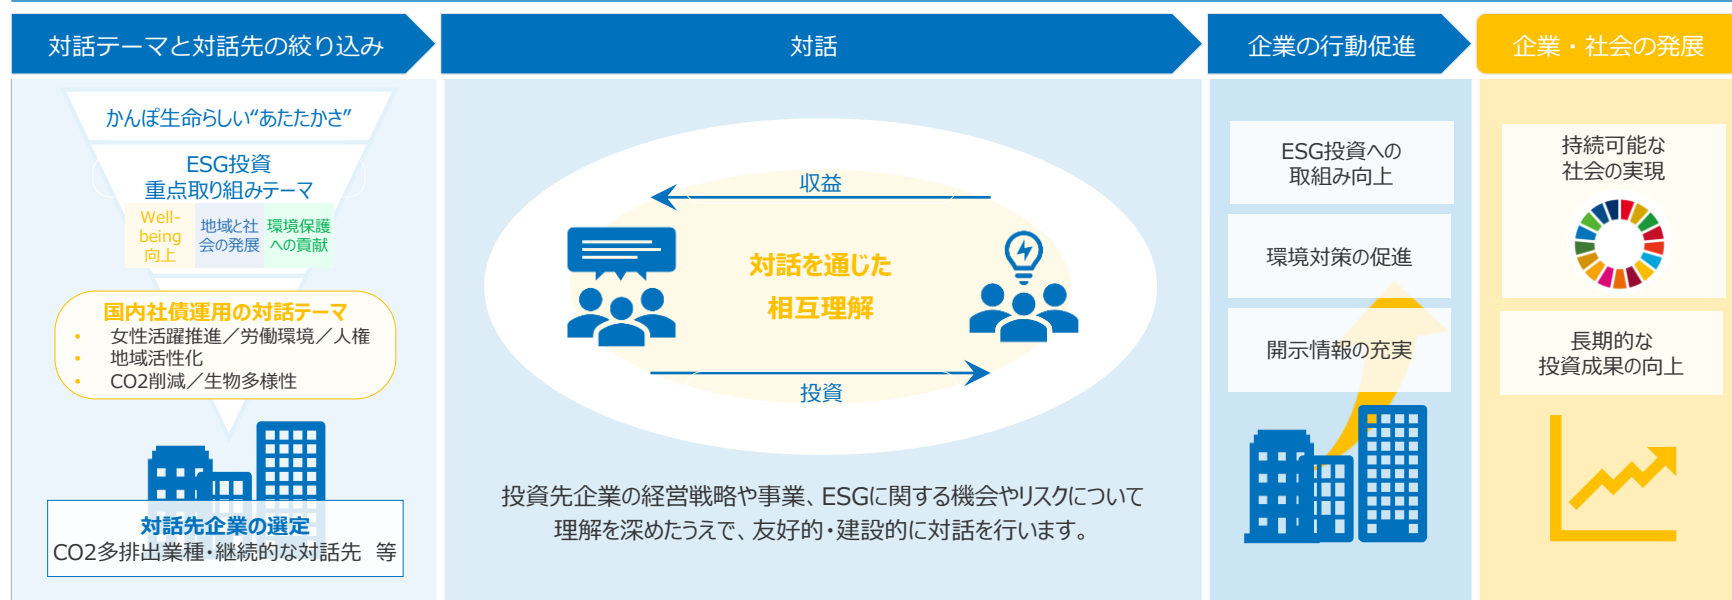 対話テーマと対話先の絞り込み
対話
企業の行動促進
企業・社会の発展
かんぽ生命らしい“あたたかさ”
ESG投資
重点取り組みテーマ
Well-
being
向上
地域と社
会の発展
環境保護
への貢献
国内社債運用の対話テーマ
• 女性活躍推進／労働環境／人権
• 地域活性化
• CO2削減／生物多様性
対話先企業の選定
CO2多排出業種・継続的な対話先 等
収益
対話を通じた
相互理解
投資
投資先企業の経営戦略や事業、ESGに関する機会やリスクについて
理解を深めたうえで、友好的・建設的に対話を行います。
ESG投資への
取組み向上
環境対策の促進
開示情報の充実
持続可能な
社会の実現
長期的な
投資成果の向上